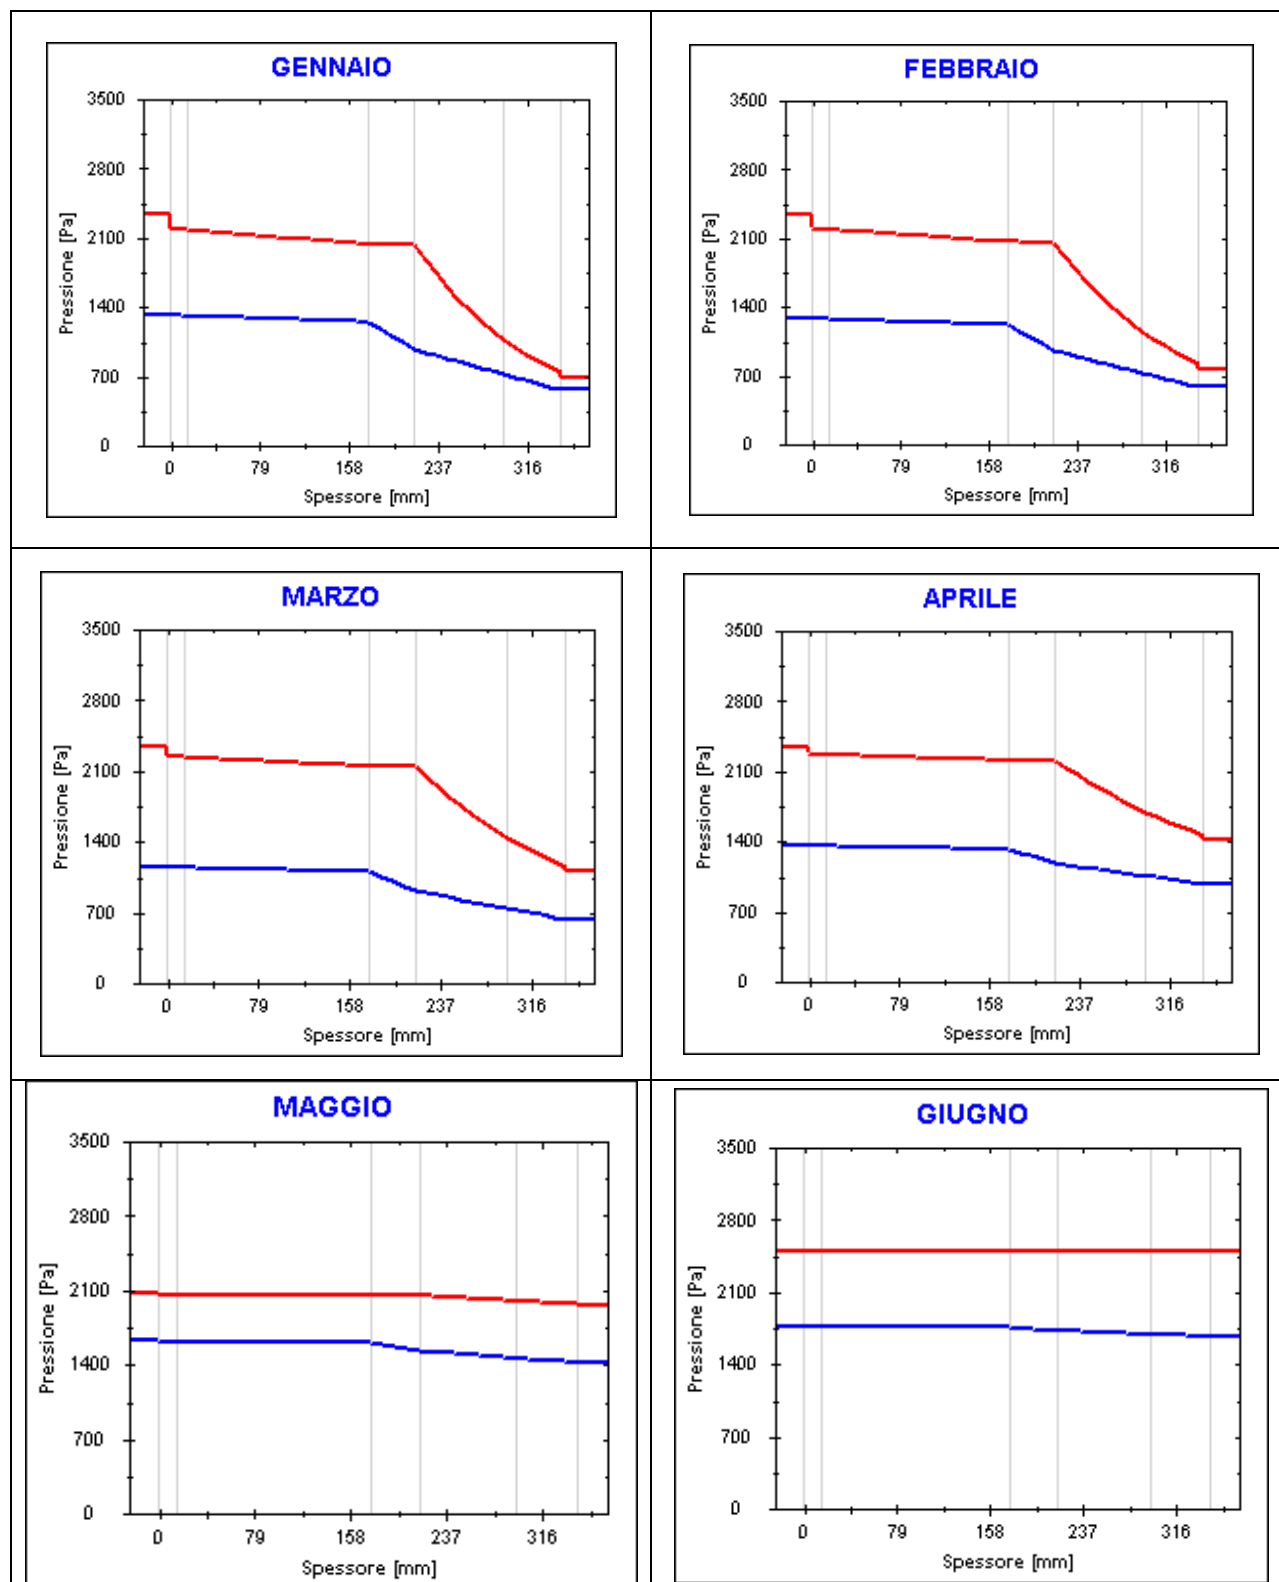 GENNAIO
3500
2800
2100
1400
700
0
Pressione [Pa]
0 79 158 237 316
Spessore [mm]
FEBBRAIO
3500
2800
2100
1400
700
0
Pressione [Pa]
0 79 158 237 316
Spessore [mm]
MARZO
3500
2800
2100
1400
700
0
Pressione [Pa]
0 79 158 237 316
Spessore [mm]
APRILE
3500
2800
2100
1400
700
0
Pressione [Pa]
0 79 158 237 316
Spessore [mm]
MAGGIO
3500
2800
2100
1400
700
0
Pressione [Pa]
0 79 158 237 316
Spessore [mm]
GIUGNO
3500
2800
2100
1400
700
0
Pressione [Pa]
0 79 158 237 316
Spessore [mm]